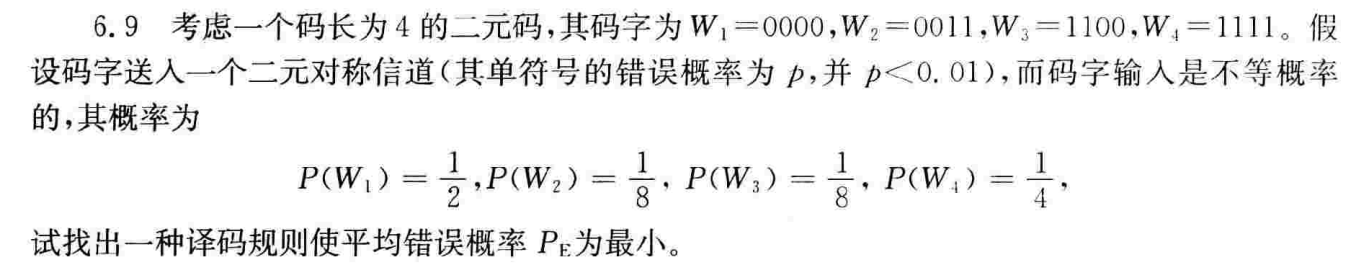 6.9 考虑一个码长为 4 的二元码,其码字为 W₁=0000,W₂=0011,W₃=1100,W₄=1111。假
设码字送入一个二元对称信道(其单符号的错误概率为 p,并 p<0.01),而码字输入是不等概率
的,其概率为
P(W₁) = 1/2, P(W₂) = 1/8, P(W₃) = 1/8, P(W₄) = 1/4,
试找出一种译码规则使平均错误概率 P_E为最小。